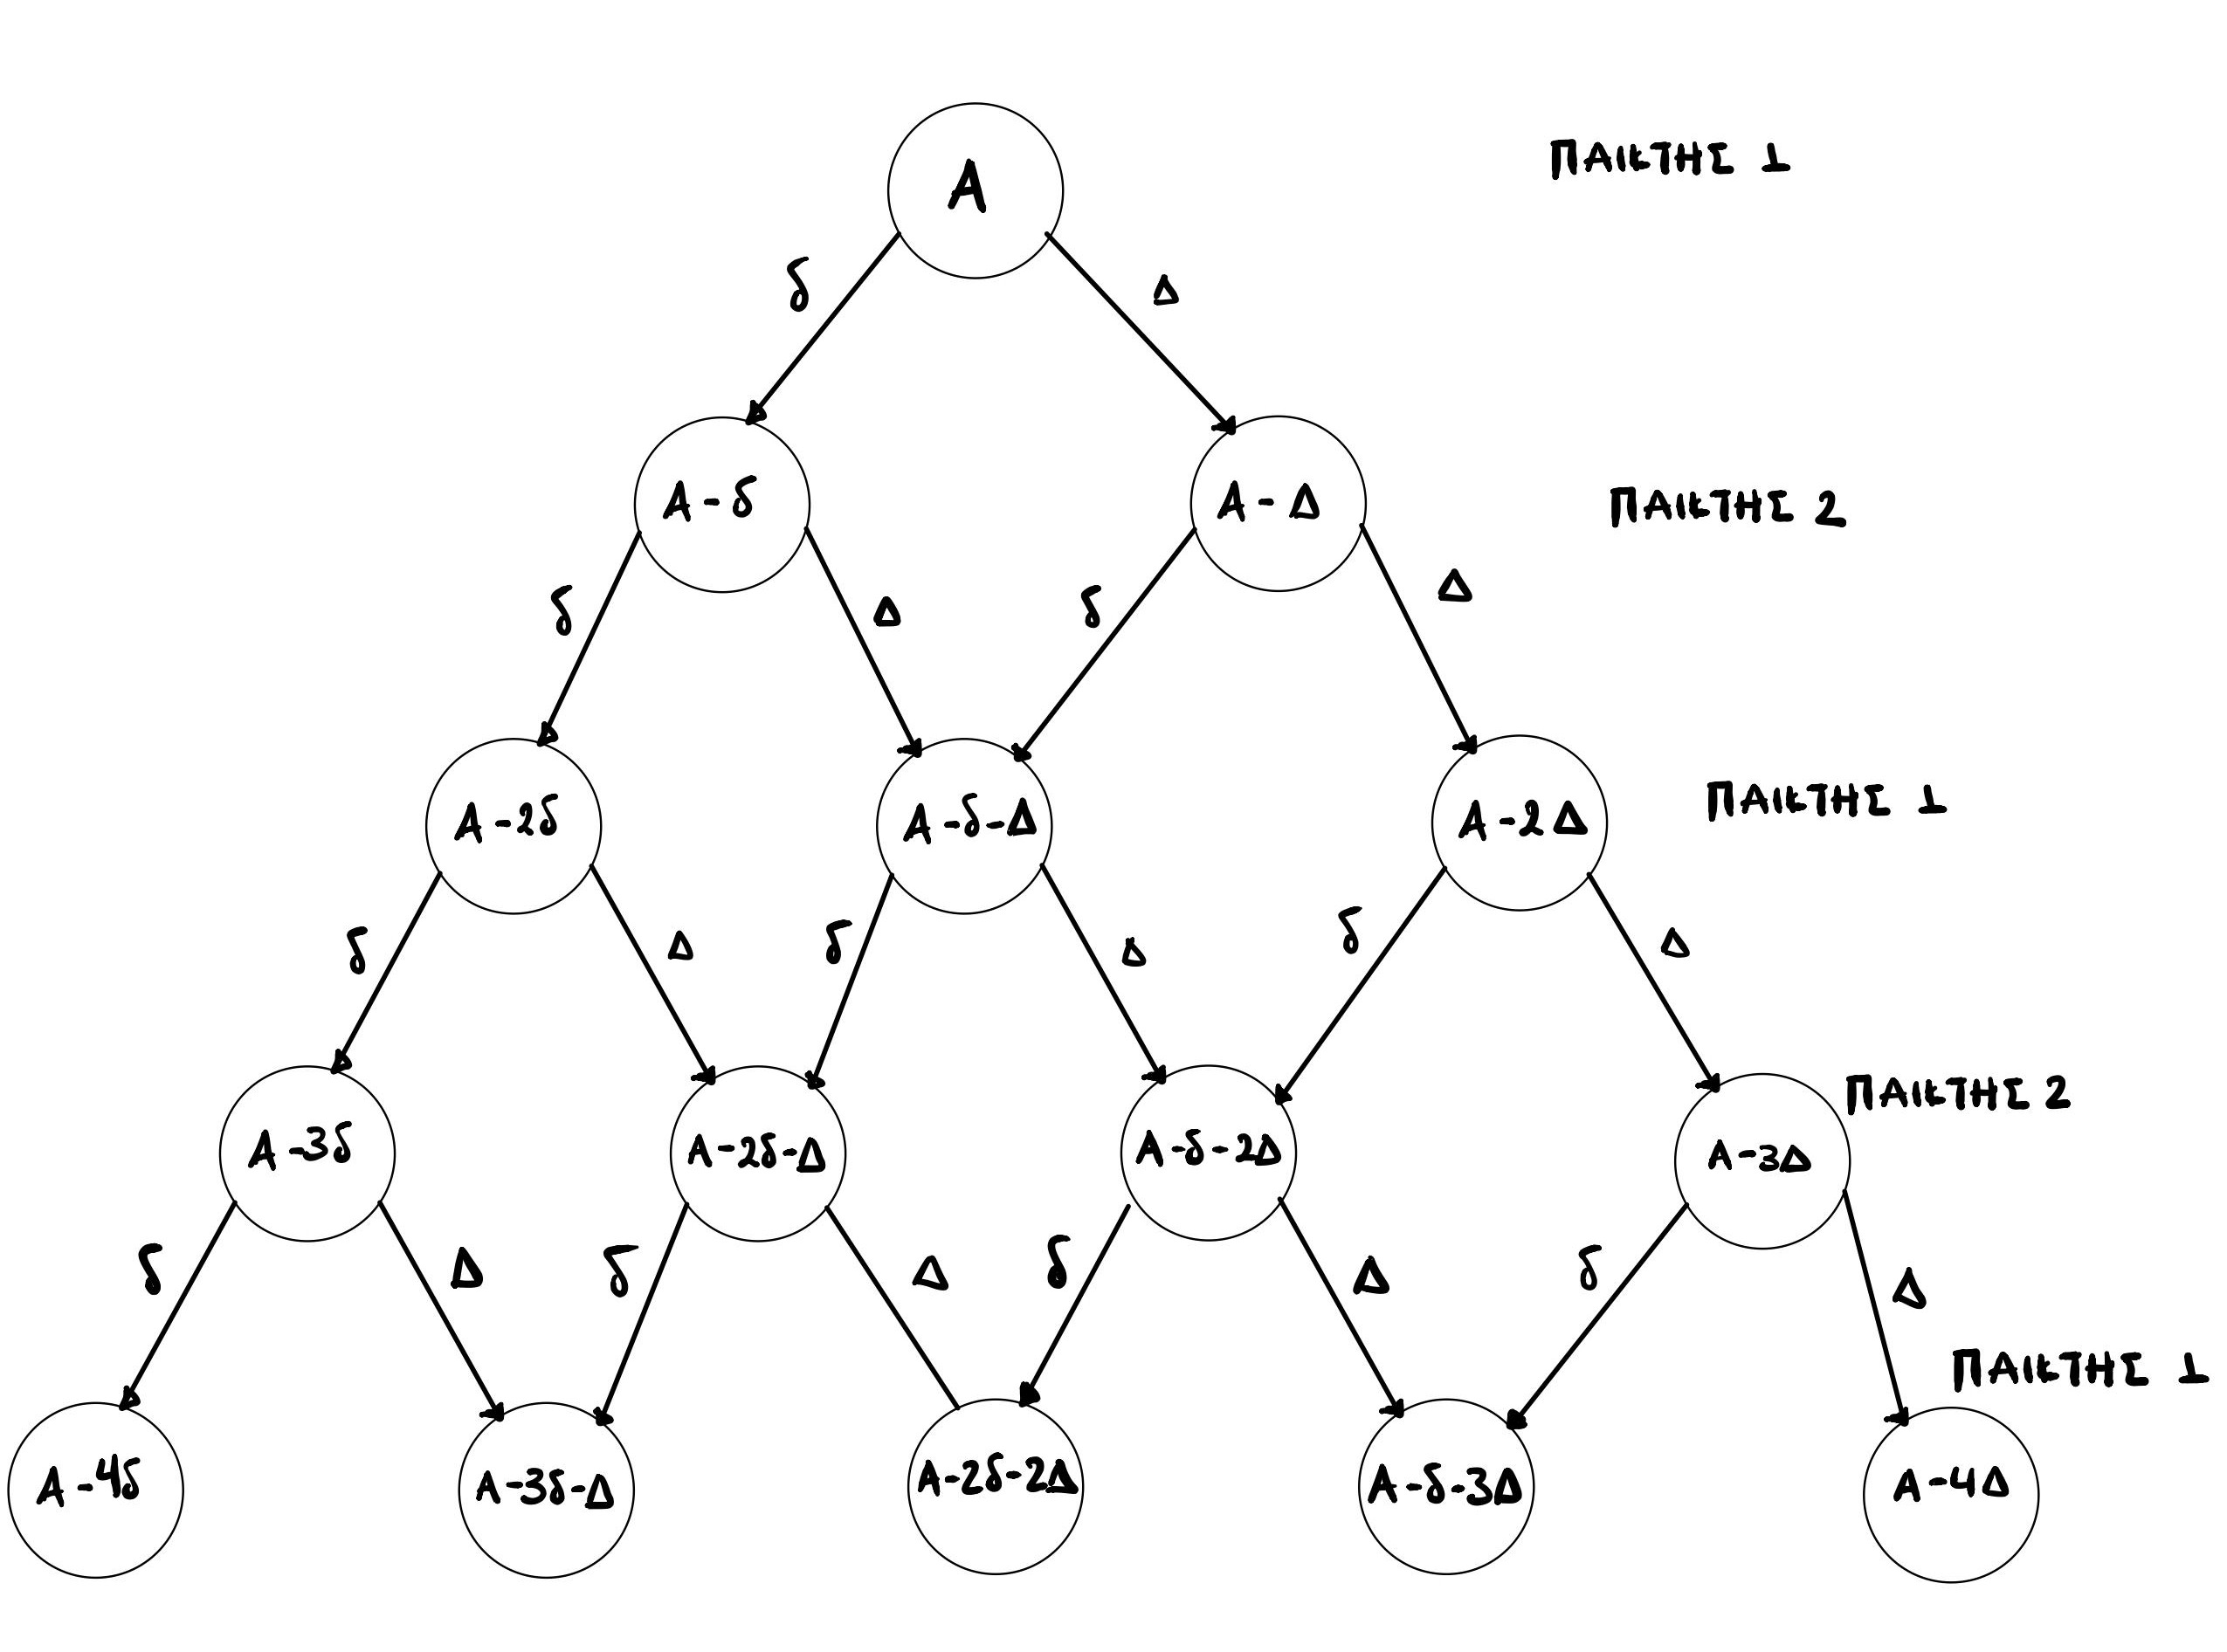 A ΠΑΙΚΤΗΣ 1
δ Δ
A-δ A-Δ ΠΑΙΚΤΗΣ 2
δ Δ δ Δ
A-2δ A-δ-Δ A-2Δ ΠΑΙΚΤΗΣ 1
δ Δ δ Δ δ Δ
A-3δ A-2δ-Δ A-δ-2Δ A-3Δ ΠΑΙΚΤΗΣ 2
δ Δ δ Δ δ Δ δ Δ
ΠΑΙΚΤΗΣ 1
A-4δ A-3δ-Δ A-2δ-2Δ A-δ-3Δ A-4Δ